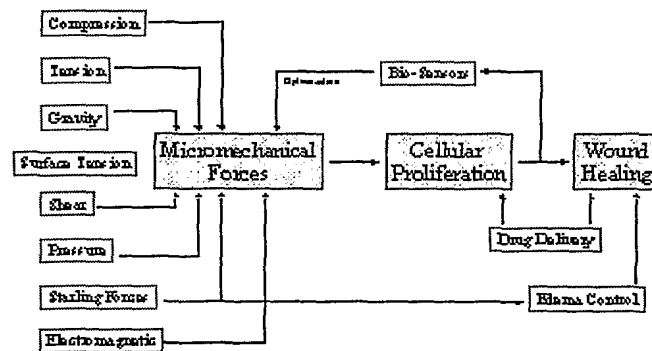 Compression
Tension
Gravity
Surface Tension
Shear
Pressure
Starling Forces
Electromagnetic
Micromechanical
Forces
Bio-Sensors
Cellular
Proliferation
Wound
Healing
Drug Delivery
Edema Control